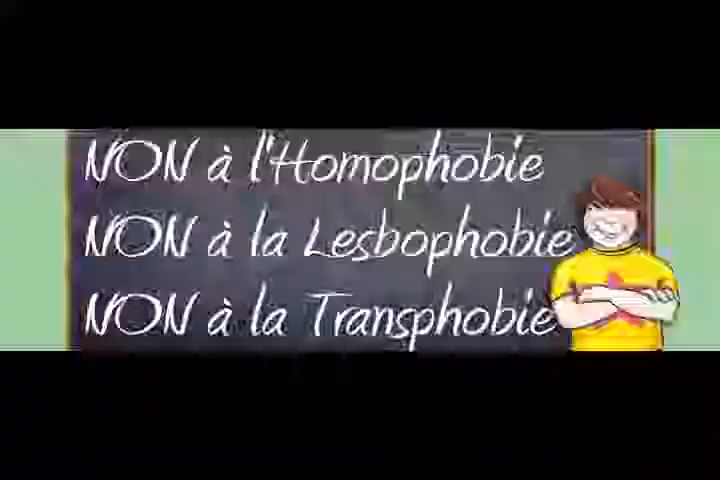 NON à l'Homophobie
NON à la Lesbophobie
NON à la Transphobie